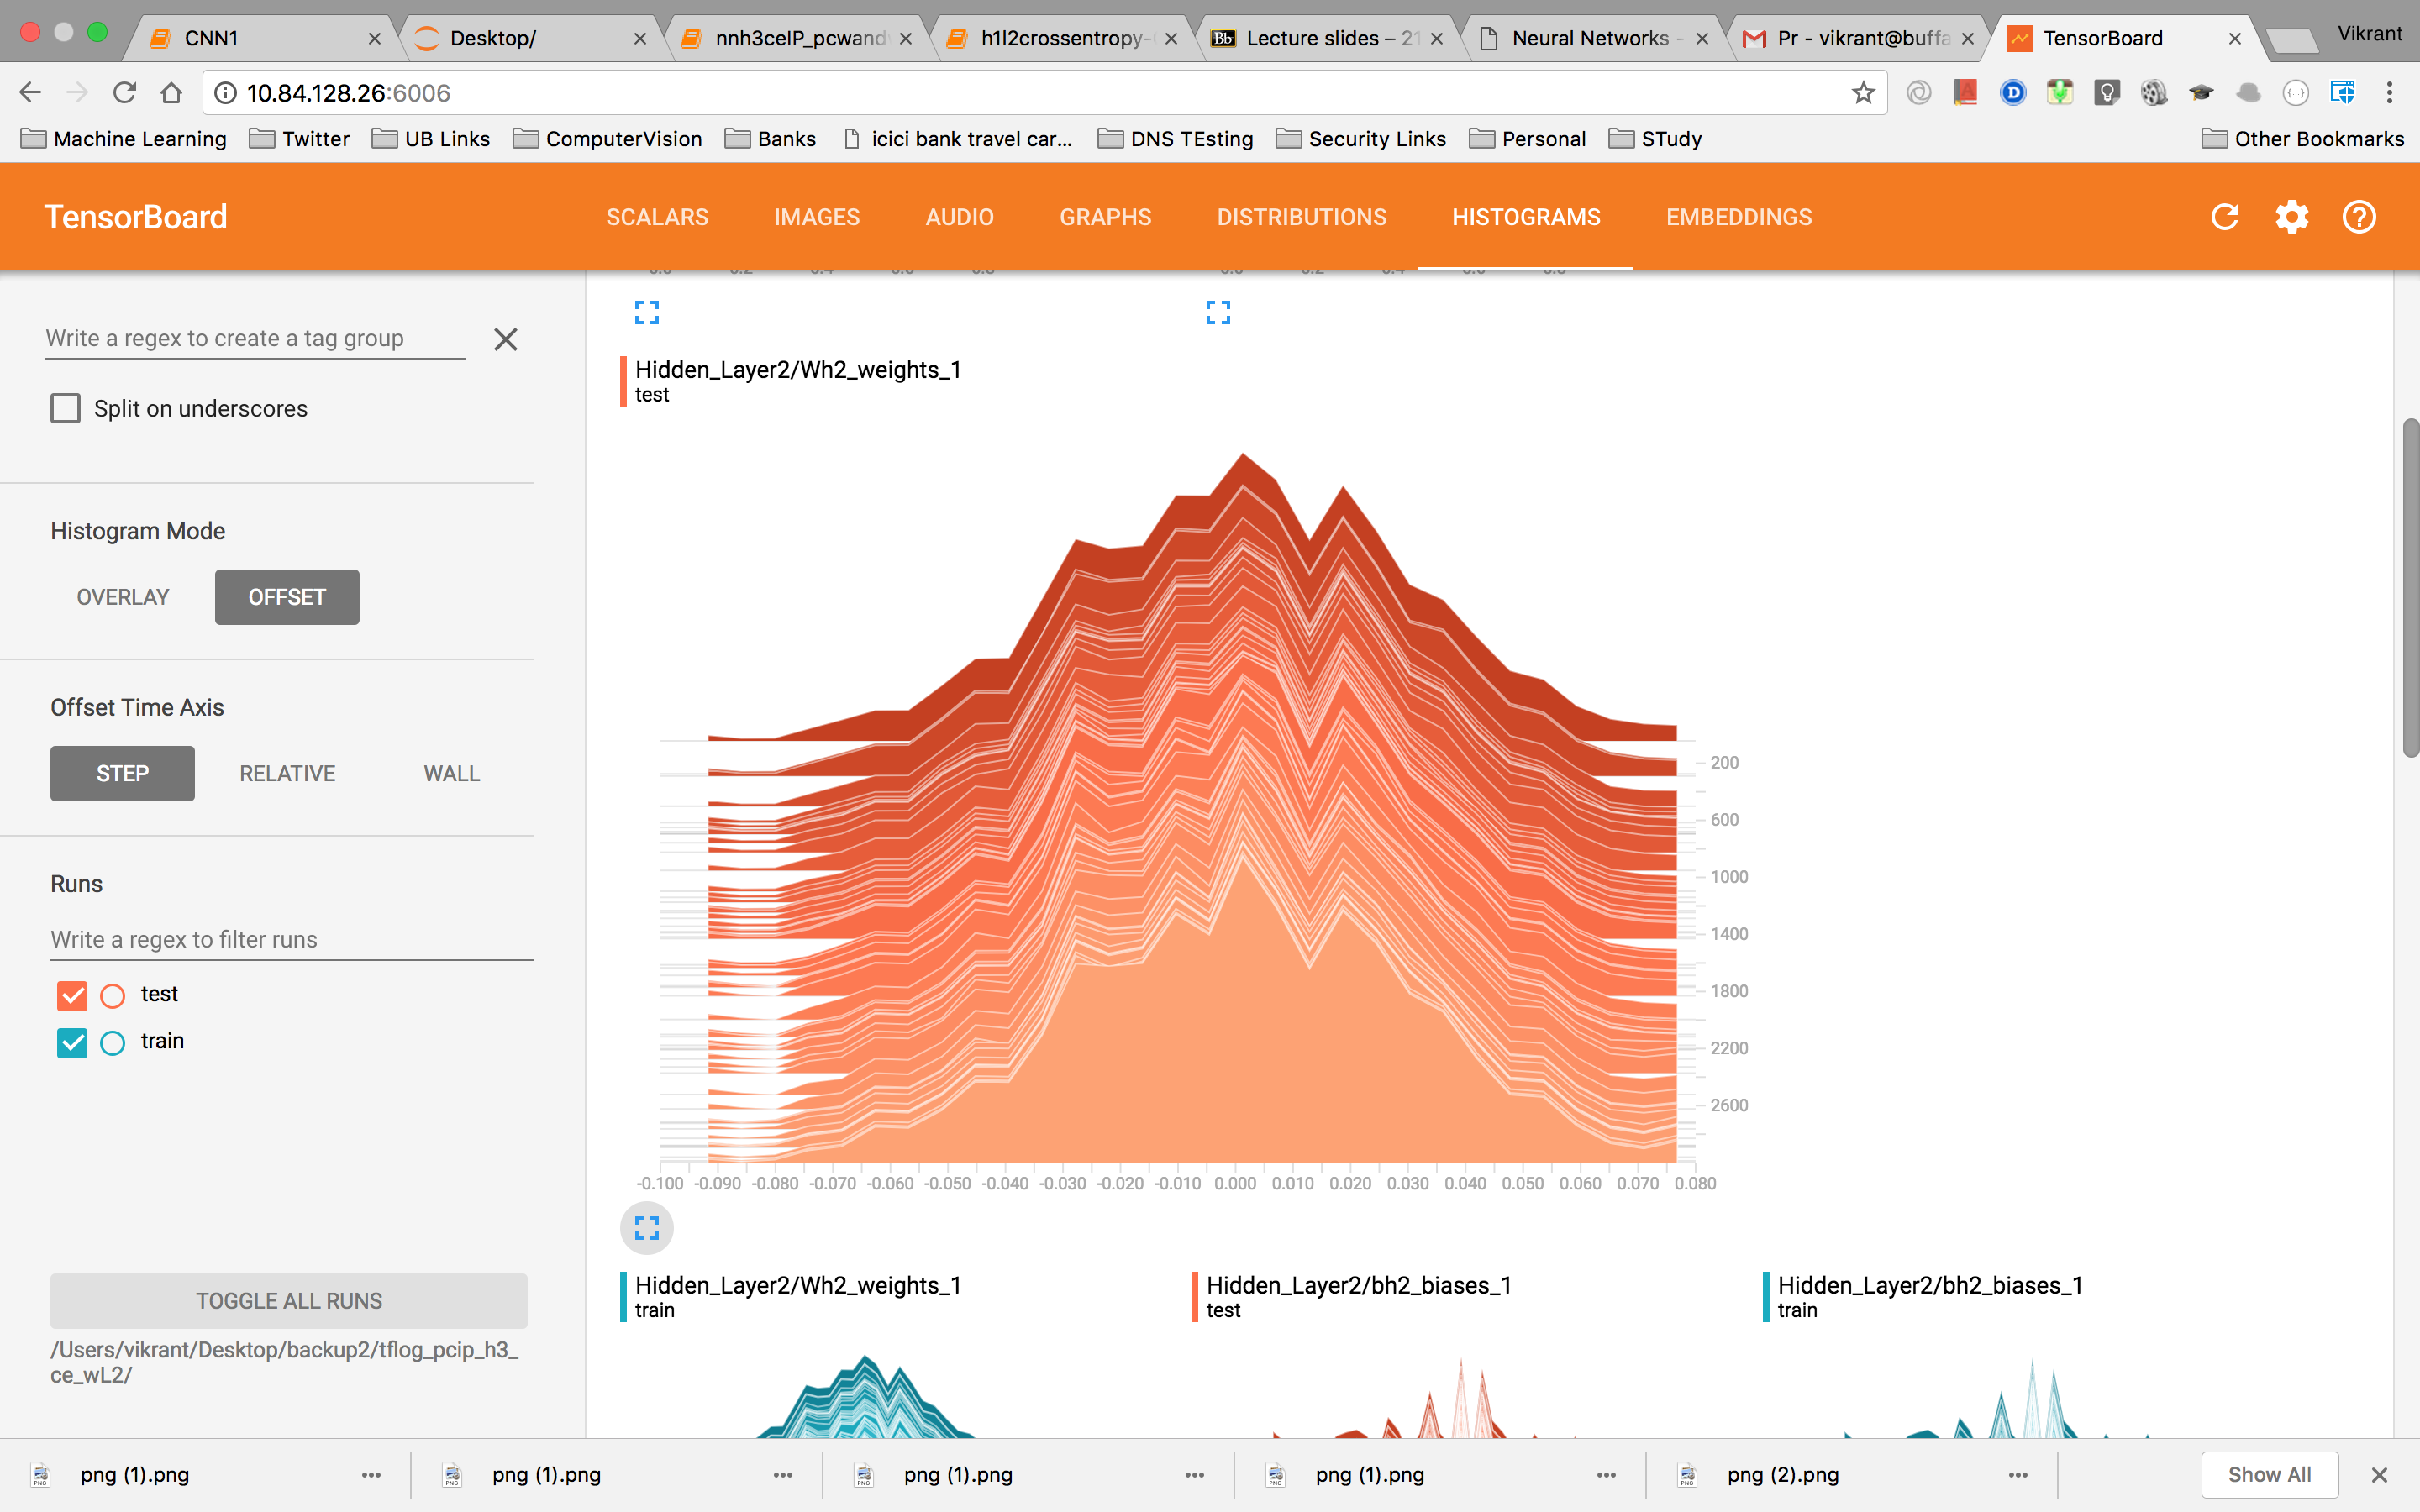 CNN1
Desktop/
nnh3ceIP_pcwand
h1l2crossentropy-
Lecture slides – 21
Neural Networks -
Pr - vikrant@buffa
TensorBoard
Vikrant
10.84.128.26:6006
Machine Learning
Twitter
UB Links
ComputerVision
Banks
icici bank travel car...
DNS TEsting
Security Links
Personal
STudy
Other Bookmarks
TensorBoard
SCALARS
IMAGES
AUDIO
GRAPHS
DISTRIBUTIONS
HISTOGRAMS
EMBEDDINGS
Write a regex to create a tag group
Split on underscores
Histogram Mode
OVERLAY
OFFSET
Offset Time Axis
STEP
RELATIVE
WALL
Runs
Write a regex to filter runs
test
train
TOGGLE ALL RUNS
/Users/vikrant/Desktop/backup2/tflog_pcip_h3_
ce_wL2/
Hidden_Layer2/Wh2_weights_1
test
200
600
1000
1400
1800
2200
2600
-0.100 -0.090 -0.080 -0.070 -0.060 -0.050 -0.040 -0.030 -0.020 -0.010 0.000 0.010 0.020 0.030 0.040 0.050 0.060 0.070 0.080
Hidden_Layer2/Wh2_weights_1
train
Hidden_Layer2/bh2_biases_1
test
Hidden_Layer2/bh2_biases_1
train
png (1).png
png (1).png
png (1).png
png (1).png
png (2).png
Show All